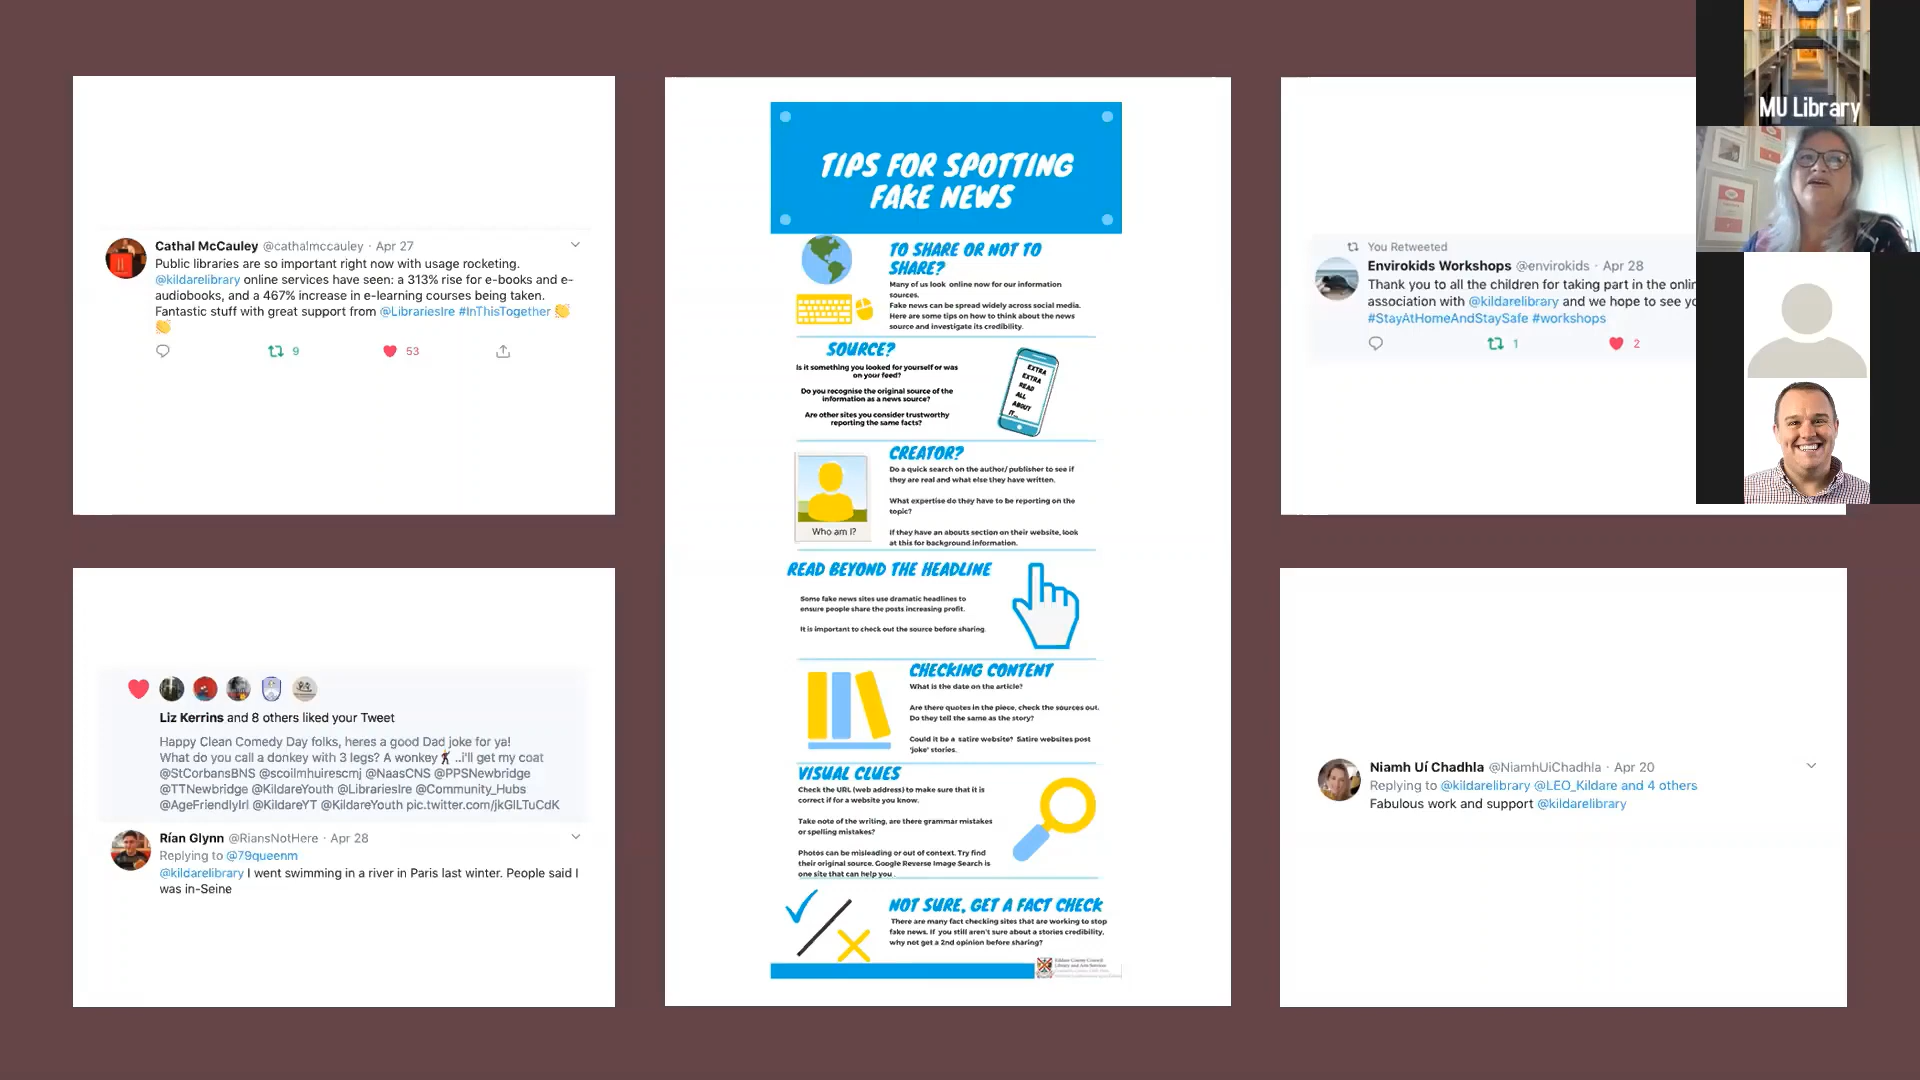 Cathal McCauley @cathalmccauley · Apr 27
Public libraries are so important right now with usage rocketing.
@kildarelibrary online services have seen: a 313% rise for e-books and e-
audiobooks, and a 467% increase in e-learning courses being taken.
Fantastic stuff with great support from @LibrariesIre #InThisTogether
9
53
Liz Kerrins and 8 others liked your Tweet
Happy Clean Comedy Day folks, heres a good Dad joke for ya!
What do you call a donkey with 3 legs? A wonkey ..i'll get my coat
@StCorbansBNS @scoilmhuirescmj @NaasCNS @PPSNewbridge
@TTNewbridge @KildareYouth @LibrariesIre @Community_Hubs
@AgeFriendlyIrl @KildareYT @KildareYouth pic.twitter.com/jkGlLTuCdK
Rían Glynn @RiansNotHere · Apr 28
Replying to @79queenm
@kildarelibrary I went swimming in a river in Paris last winter. People said I
was in-Seine
TIPS FOR SPOTTING
FAKE NEWS
TO SHARE OR NOT TO
SHARE?
Many of us look online now for our information
sources.
Fake news can be spread widely across social media.
Here are some tips on how to think about the news
source and investigate its credibility.
SOURCE?
Is it something you looked for yourself or was
on your feed?
Do you recognise the original source of the
information as a news source?
Are other sites you consider trustworthy
reporting the same facts?
EXTRA
EXTRA
READ
ALL
ABOUT
IT...
CREATOR?
Do a quick search on the author/ publisher to see if
they are real and what else they have written.
What expertise do they have to be reporting on the
topic?
If they have an abouts section on their website, look
at this for background information.
Who am I?
READ BEYOND THE HEADLINE
Some fake news sites use dramatic headlines to
ensure people share the posts increasing profit.
It is important to check out the source before sharing.
CHECKING CONTENT
What is the date on the article?
Are there quotes in the piece, check the sources out.
Do they tell the same as the story?
Could it be a satire website? Satire websites post
'joke' stories.
VISUAL CLUES
Check the URL (web address) to make sure that it is
correct if for a website you know.
Take note of the writing, are there grammar mistakes
or spelling mistakes?
Photos can be misleading or out of context. Try find
their original source. Google Reverse Image Search is
one site that can help you.
NOT SURE, GET A FACT CHECK
There are many fact checking sites that are working to stop
fake news. If you still aren't sure about a stories credibility,
why not get a 2nd opinion before sharing?
Kildare County Council
Library and Arts Services
You Retweeted
Envirokids Workshops @envirokids · Apr 28
Thank you to all the children for taking part in the
association with @kildarelibrary and we hope to see
#StayAtHomeAndStaySafe #workshops
1
2
Niamh Uí Chadhla @NiamhUiChadhla · Apr 20
Replying to @kildarelibrary @LEO_Kildare and 4 others
Fabulous work and support @kildarelibrary
MU Library